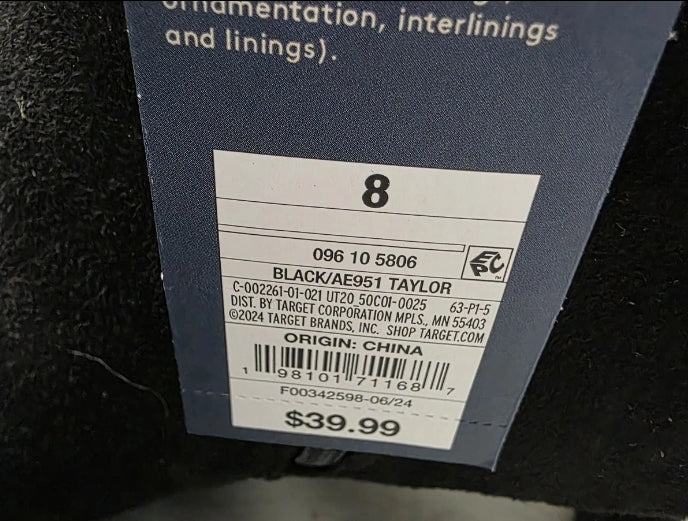 ornamentation, interlinings
and linings).
8
096 10 5806
EPC
BLACK/AE951 TAYLOR
C-002261-01-021 UT20 50C01-0025 63-P1-5
DIST. BY TARGET CORPORATION MPLS., MN 55403
©2024 TARGET BRANDS, INC. SHOP TARGET.COM
ORIGIN: CHINA
1 98101 71168 7
F00342598-06/24
$39.99